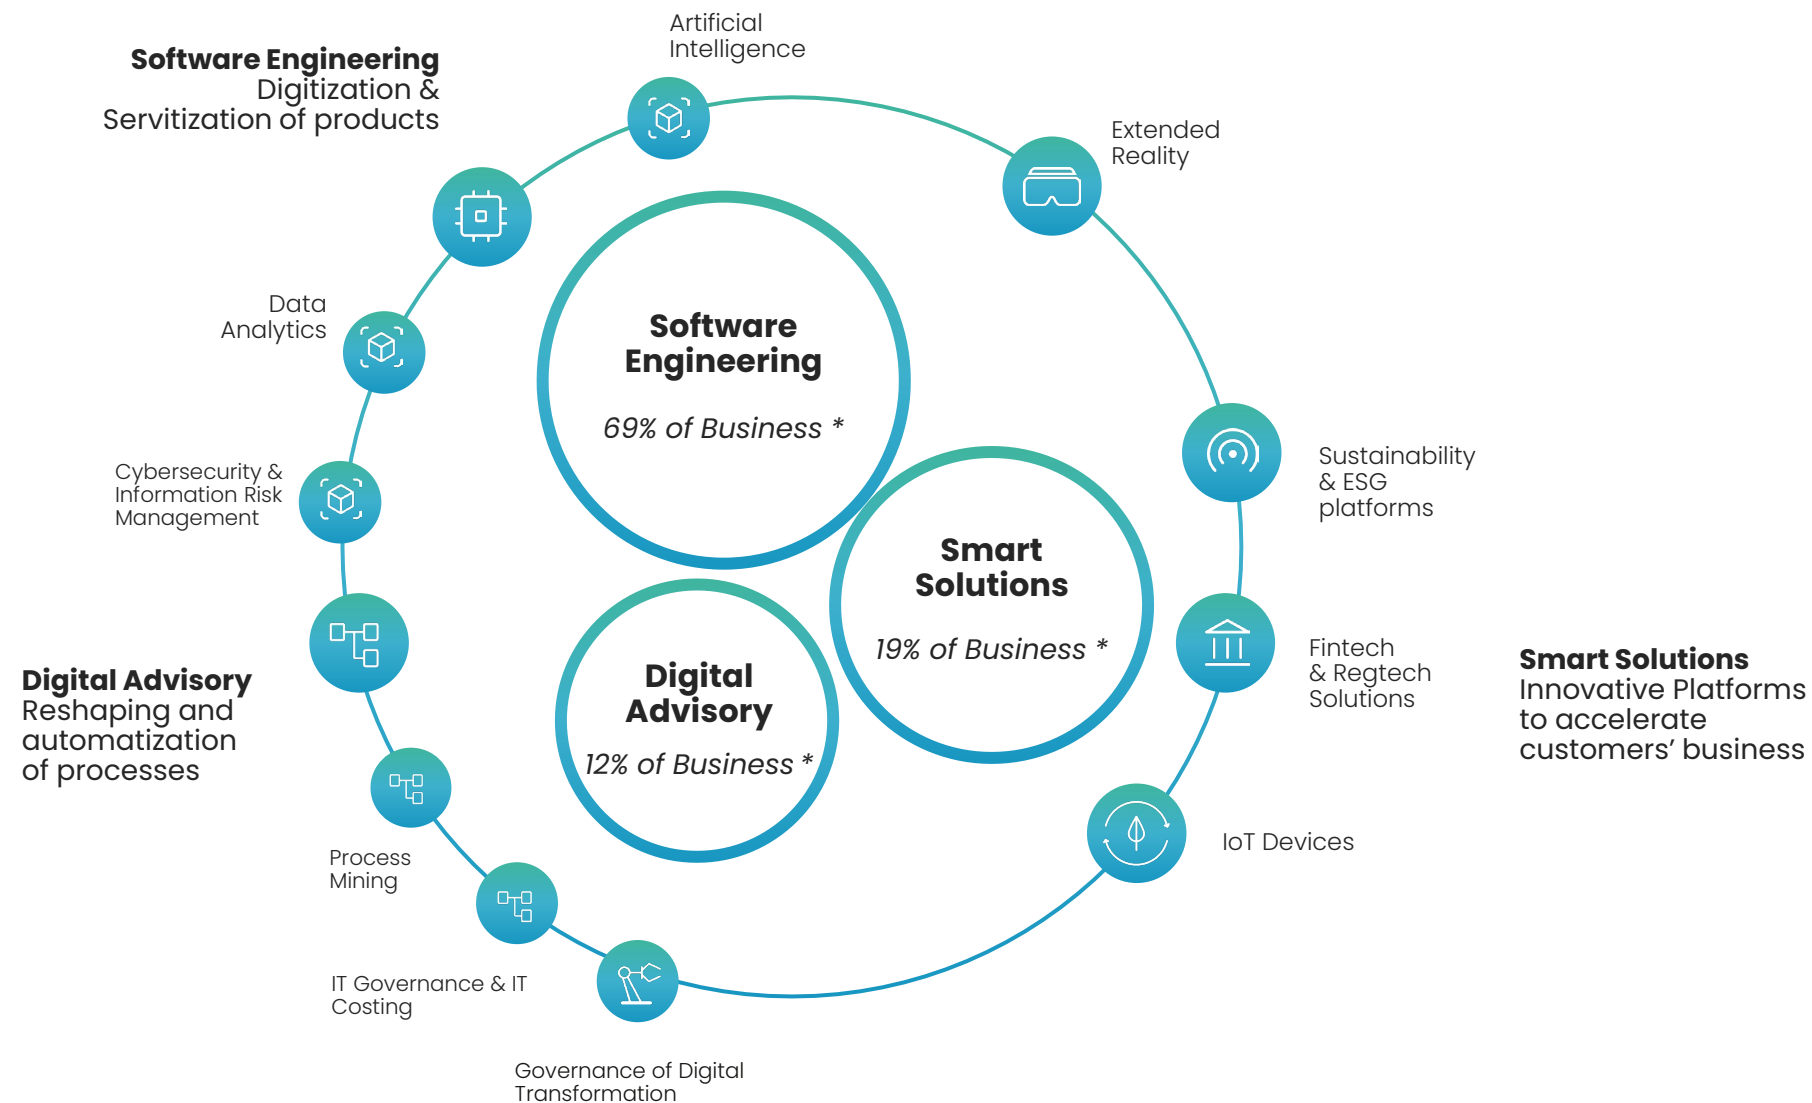 Artificial
Intelligence
Software Engineering
Digitization &
Servitization of products
Extended
Reality
Data
Analytics
Software
Engineering
69% of Business *
Cybersecurity &
Information Risk
Management
Sustainability
& ESG
platforms
Smart
Solutions
19% of Business *
Fintech
& Regtech
Solutions
Smart Solutions
Innovative Platforms
to accelerate
customers’ business
Digital Advisory
Reshaping and
automatization
of processes
Digital
Advisory
12% of Business *
IoT Devices
Process
Mining
IT Governance & IT
Costing
Governance of Digital
Transformation